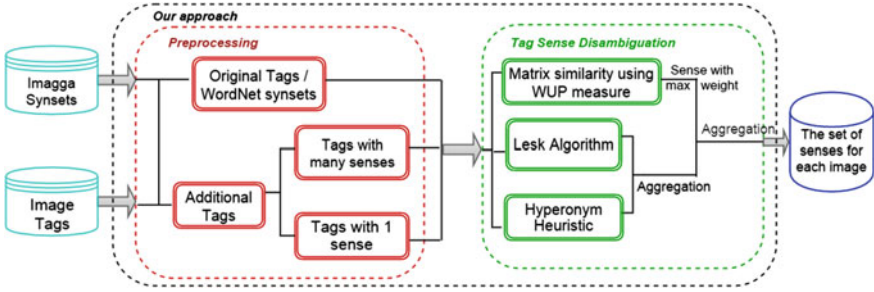 Our approach
Preprocessing
Tag Sense Disambiguation
Imagga
Synsets
Image
Tags
Original Tags /
WordNet synsets
Additional
Tags
Tags with
many senses
Tags with 1
sense
Matrix similarity using
WUP measure
Lesk Algorithm
Hyperonym
Heuristic
Sense with
max weight
Aggregation
Aggregation
The set of
senses for
each image